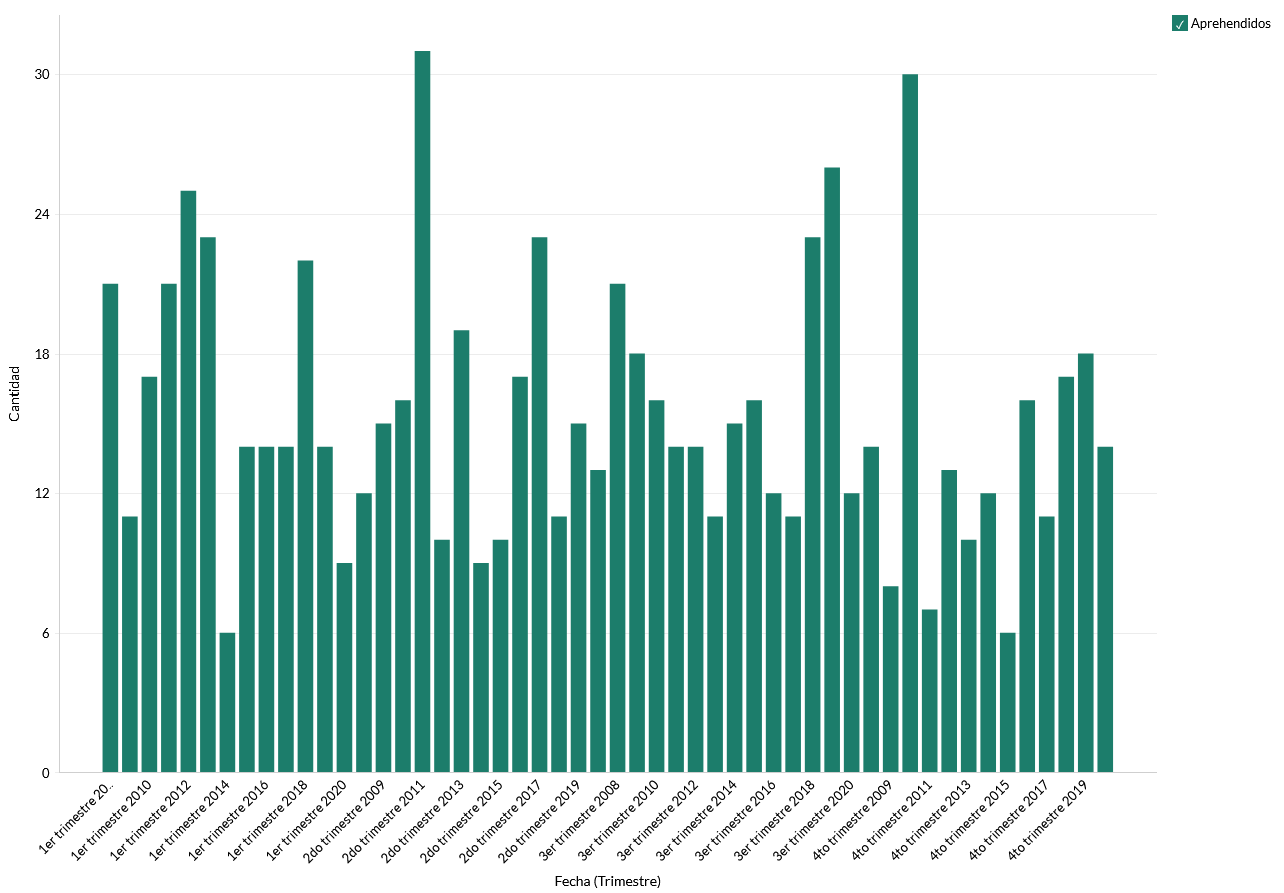 Aprehendidos
30
24
18
12
6
0
Cantidad
1er trimestre 20..
1er trimestre 2010
1er trimestre 2012
1er trimestre 2014
1er trimestre 2016
1er trimestre 2018
1er trimestre 2020
2do trimestre 2009
2do trimestre 2011
2do trimestre 2013
2do trimestre 2015
2do trimestre 2017
2do trimestre 2019
3er trimestre 2008
3er trimestre 2010
3er trimestre 2012
3er trimestre 2014
3er trimestre 2016
3er trimestre 2018
3er trimestre 2020
4to trimestre 2009
4to trimestre 2011
4to trimestre 2013
4to trimestre 2015
4to trimestre 2017
4to trimestre 2019
Fecha (Trimestre)